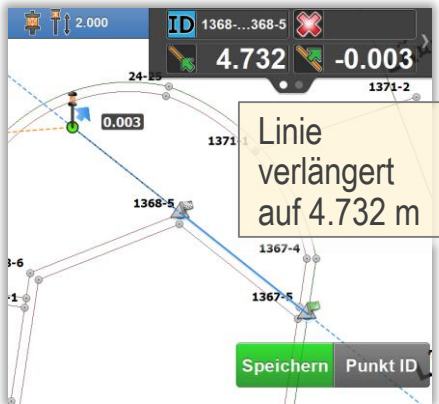 2.000
ID 1368-...368-5
4.732 -0.003
24-25
1371-2
0.003
1371-1
Linie
verlängert
auf 4.732 m
1368-5
1367-4
3-6
1367-5
-1
Speichern Punkt ID